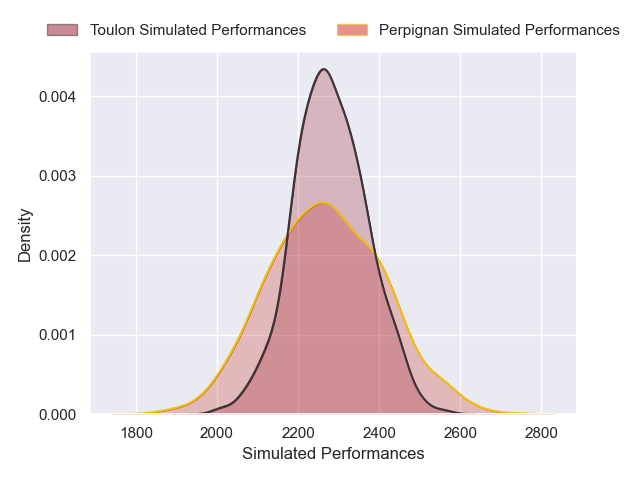 Toulon Simulated Performances Perpignan Simulated Performances
0.004
0.003
0.002
0.001
0.000
Density
1800 2000 2200 2400 2600 2800
Simulated Performances